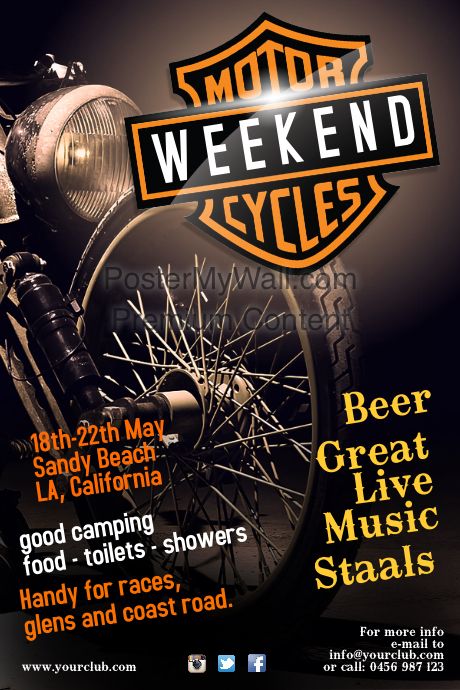 MOTOR
WEEKEND
CYCLES
PosterMyWall.com
Premium Content
18th-22th May
Sandy Beach
LA, California
good camping
food - toilets - showers
Handy for races,
glens and coast road.
Beer
Great
Live
Music
Staals
For more info
e-mail to
info@yourclub.com
or call: 0456 987 123
www.yourclub.com